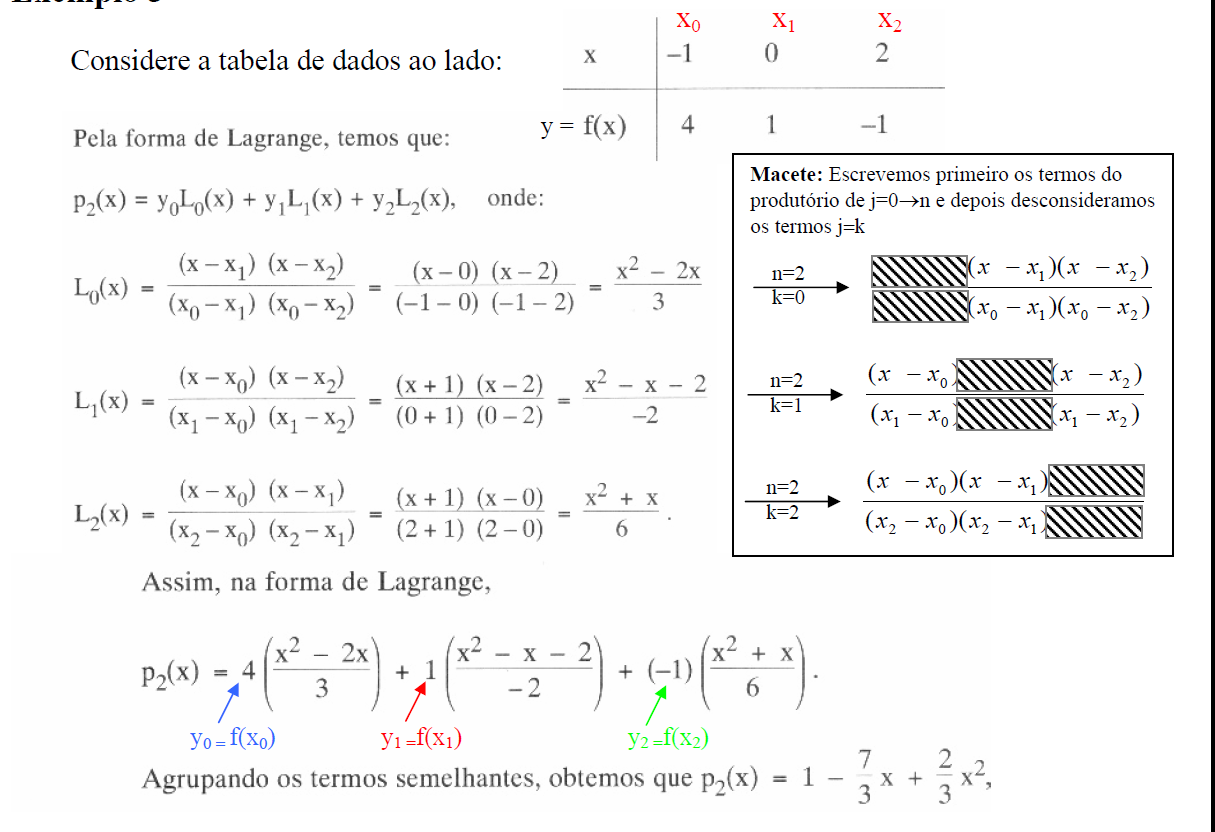 x₀ x₁ x₂
Considere a tabela de dados ao lado: x −1 0 2
y = f(x) 4 1 −1
Pela forma de Lagrange, temos que:
p₂(x) = y₀L₀(x) + y₁L₁(x) + y₂L₂(x), onde:
L₀(x) = (x − x₁) (x − x₂) / (x₀ − x₁) (x₀ − x₂) = (x − 0) (x − 2) / (−1 − 0) (−1 − 2) = x² − 2x / 3
L₁(x) = (x − x₀) (x − x₂) / (x₁ − x₀) (x₁ − x₂) = (x + 1) (x − 2) / (0 + 1) (0 − 2) = x² − x − 2 / −2
L₂(x) = (x − x₀) (x − x₁) / (x₂ − x₀) (x₂ − x₁) = (x + 1) (x − 0) / (2 + 1) (2 − 0) = x² + x / 6 .
Macete: Escrevemos primeiro os termos do
produtório de j=0→n e depois desconsideramos
os termos j=k
n=2
k=0
(x − x₁)(x − x₂)
(x₀ − x₁)(x₀ − x₂)
n=2
k=1
(x − x₀) (x − x₂)
(x₁ − x₀) (x₁ − x₂)
n=2
k=2
(x − x₀)(x − x₁)
(x₂ − x₀)(x₂ − x₁)
Assim, na forma de Lagrange,
p₂(x) = 4 (x² − 2x / 3) + 1 (x² − x − 2 / −2) + (−1) (x² + x / 6) .
y₀ = f(x₀) y₁ =f(x₁) y₂ =f(x₂)
Agrupando os termos semelhantes, obtemos que p₂(x) = 1 − 7/3 x + 2/3 x²,